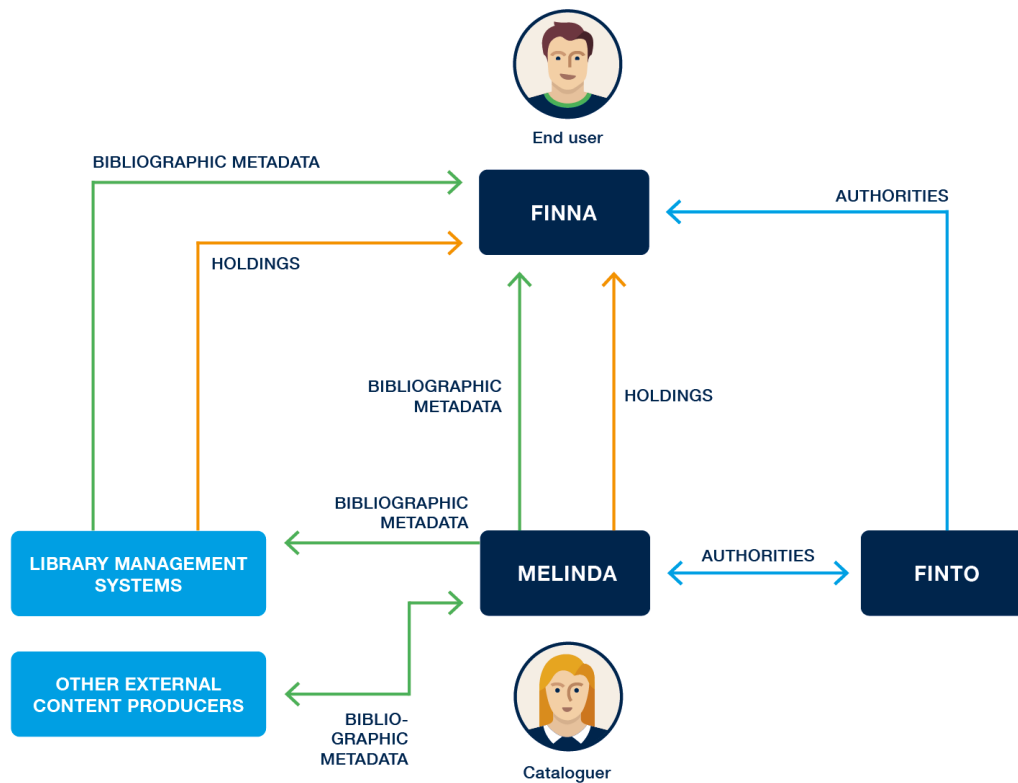 End user
BIBLIOGRAPHIC METADATA
FINNA
AUTHORITIES
HOLDINGS
BIBLIOGRAPHIC
METADATA
HOLDINGS
BIBLIOGRAPHIC
METADATA
LIBRARY MANAGEMENT
SYSTEMS
MELINDA
AUTHORITIES
FINTO
OTHER EXTERNAL
CONTENT PRODUCERS
BIBLIO-
GRAPHIC
METADATA
Cataloguer